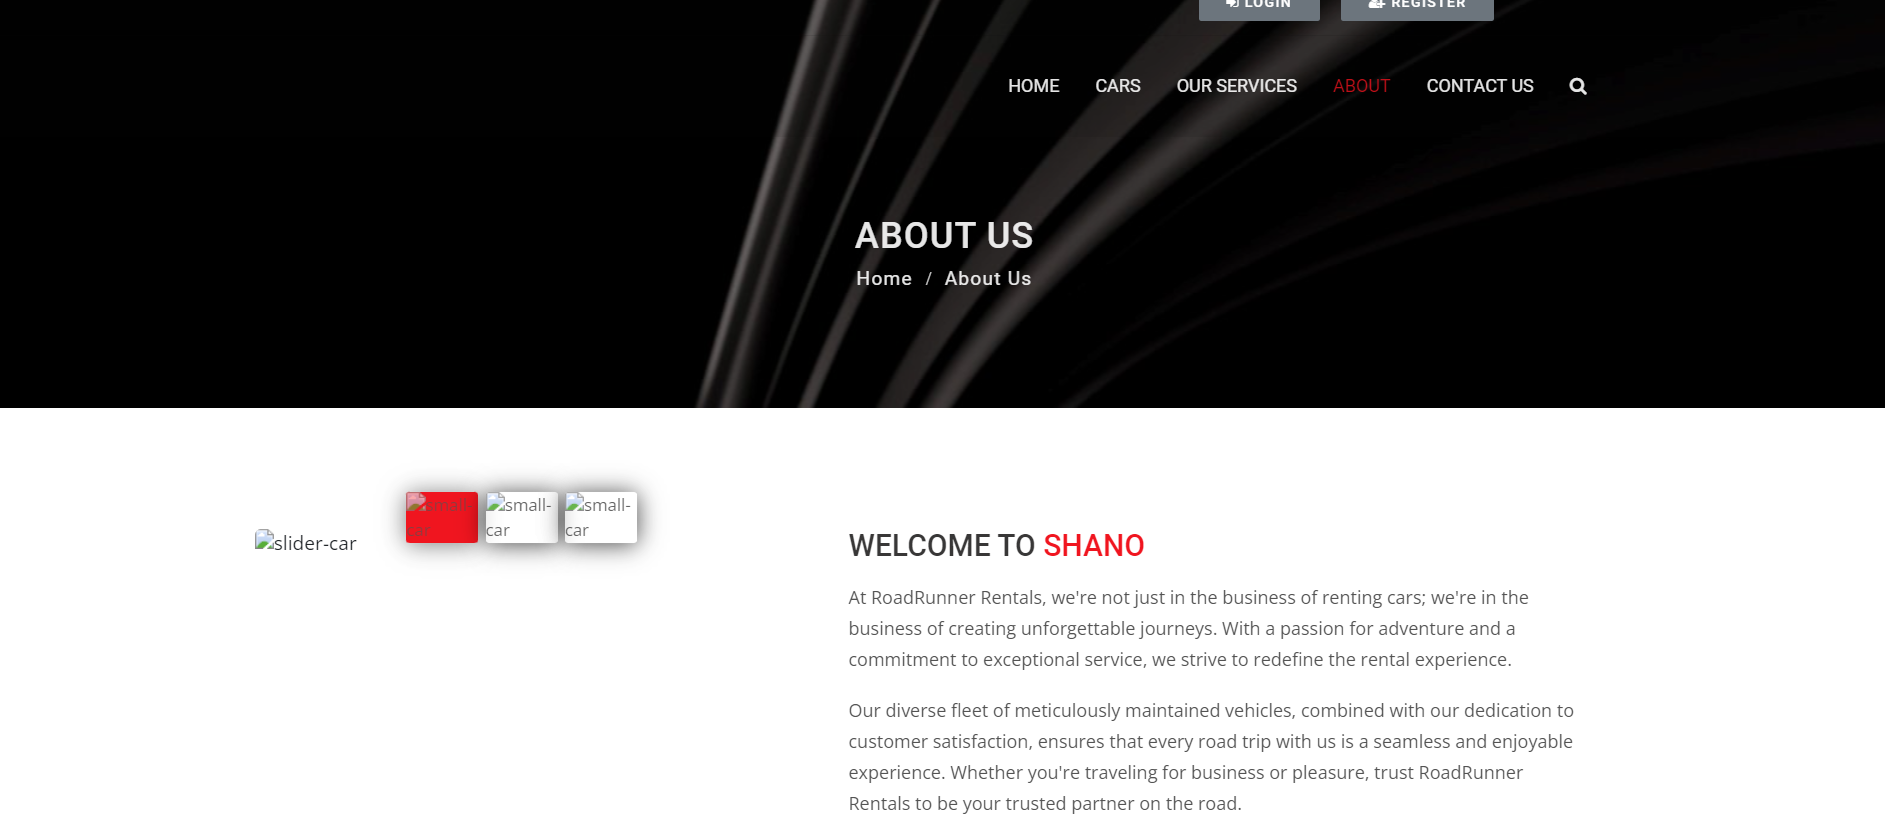 LOGIN REGISTER
HOME CARS OUR SERVICES ABOUT CONTACT US
ABOUT US
Home / About Us
slider-car
small-
car
small-
car
small-
car
WELCOME TO SHANO
At RoadRunner Rentals, we're not just in the business of renting cars; we're in the
business of creating unforgettable journeys. With a passion for adventure and a
commitment to exceptional service, we strive to redefine the rental experience.
Our diverse fleet of meticulously maintained vehicles, combined with our dedication to
customer satisfaction, ensures that every road trip with us is a seamless and enjoyable
experience. Whether you're traveling for business or pleasure, trust RoadRunner
Rentals to be your trusted partner on the road.